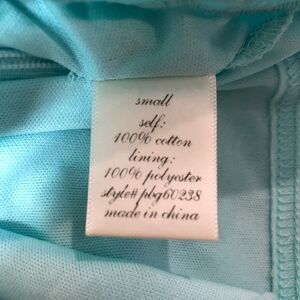 small
self:
100% cotton
lining:
100% polyester
style# pbg60238
made in china